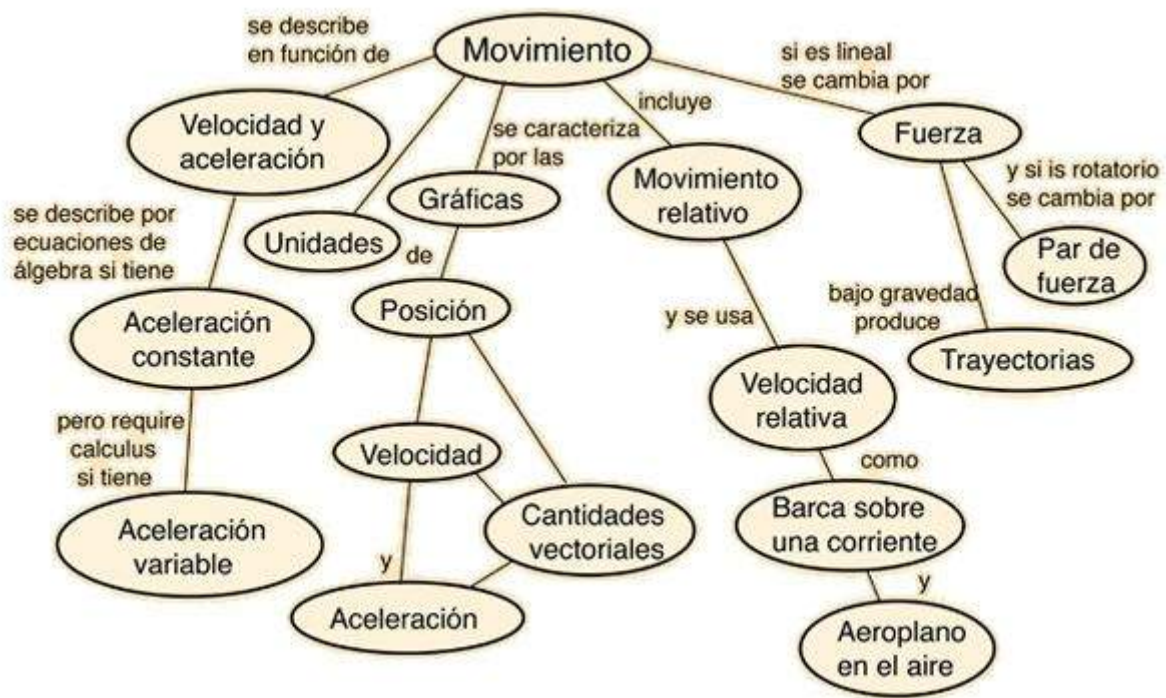 se describe
en función de
Movimiento
si es lineal
se cambia por
Velocidad y
aceleración
se caracteriza
por las
incluye
Fuerza
Gráficas
Movimiento
relativo
y si is rotatorio
se cambia por
se describe por
ecuaciones de
álgebra si tiene
Unidades
de
Par de
fuerza
Aceleración
constante
Posición
y se usa
bajo gravedad
produce
Trayectorias
Velocidad
relativa
pero require
calculus
si tiene
Velocidad
como
Aceleración
variable
Cantidades
vectoriales
Barca sobre
una corriente
y
Aceleración
y
Aeroplano
en el aire